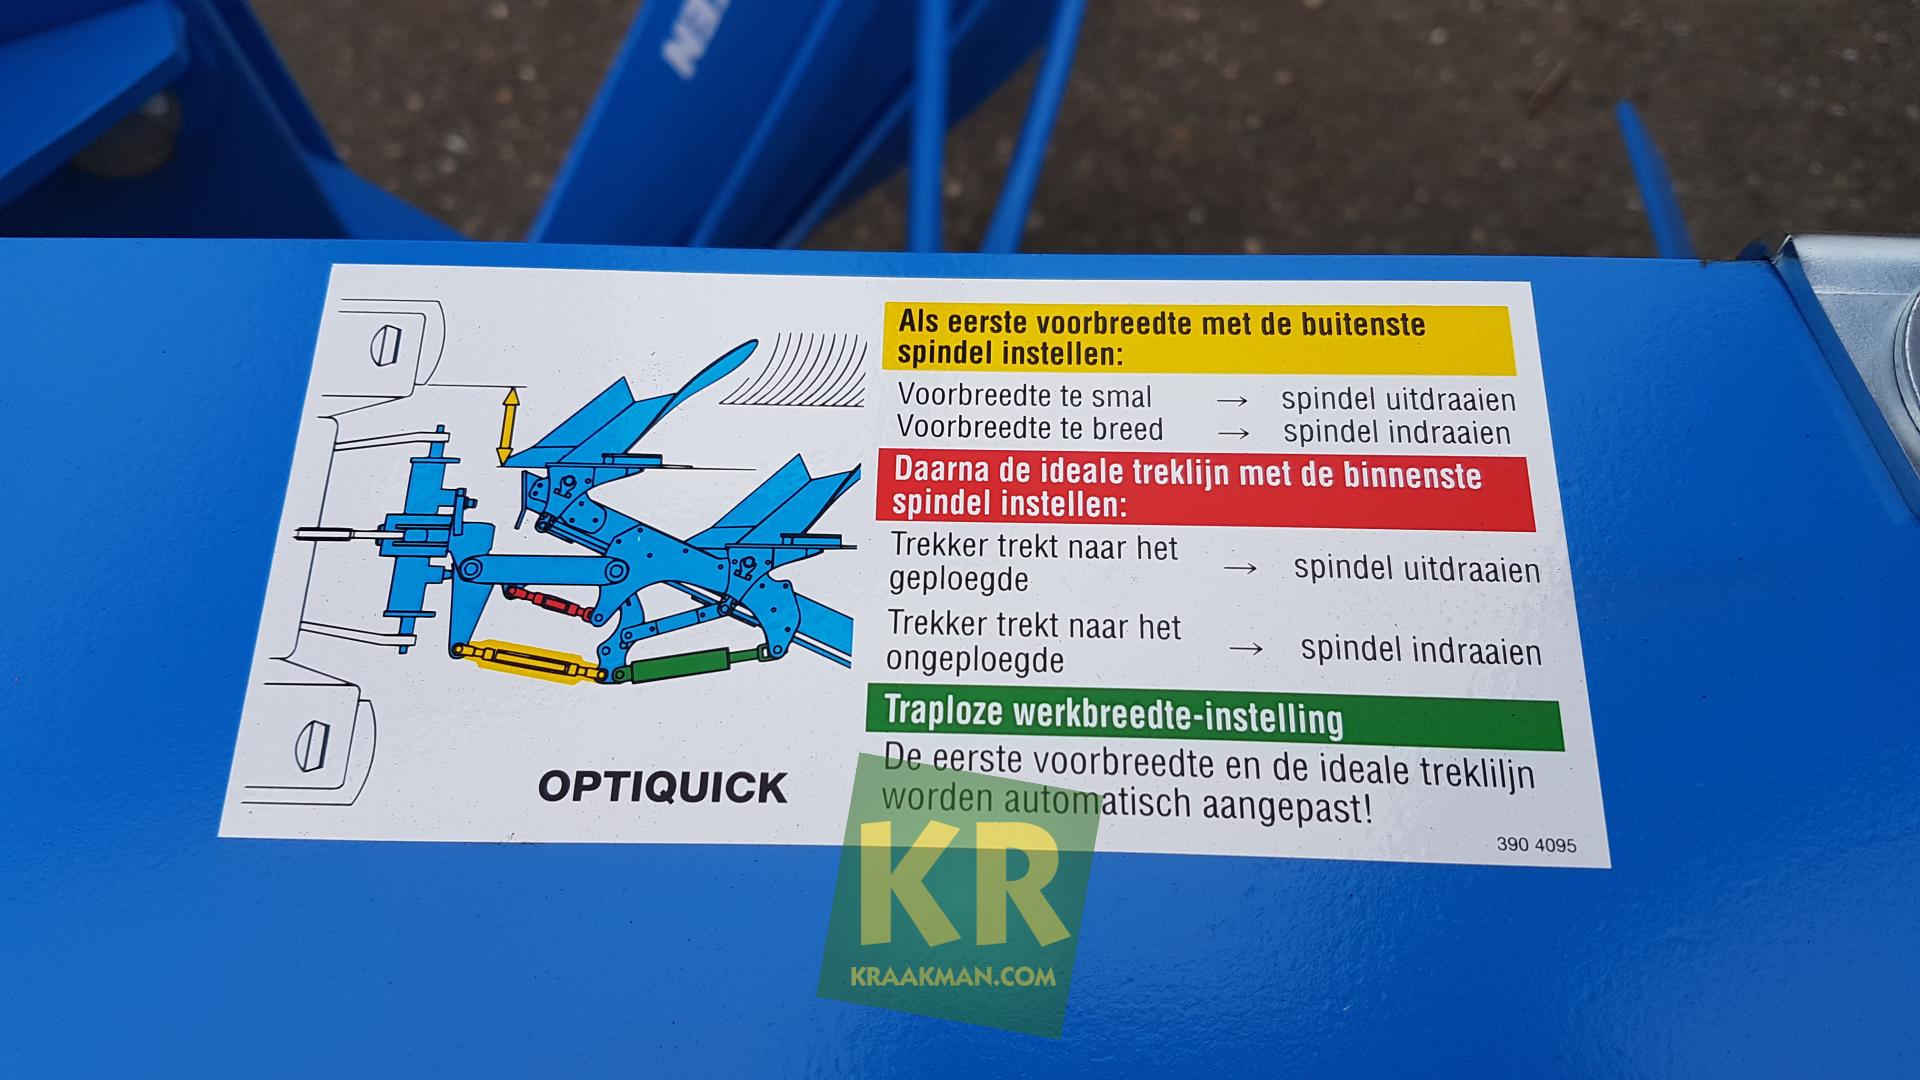 Als eerste voorbreedte met de buitenste
spindel instellen:
Voorbreedte te smal → spindel uitdraaien
Voorbreedte te breed → spindel indraaien
Daarna de ideale treklijn met de binnenste
spindel instellen:
Trekker trekt naar het
geploegde → spindel uitdraaien
Trekker trekt naar het
ongeploegde → spindel indraaien
Traploze werkbreedte-instelling
De eerste voorbreedte en de ideale trekliljn
worden automatisch aangepast!
OPTIQUICK
390 4095
KR
KRAAKMAN.COM